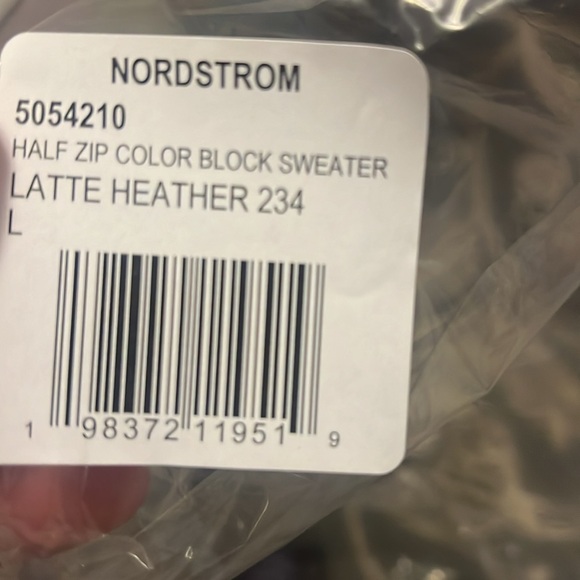 NORDSTROM
5054210
HALF ZIP COLOR BLOCK SWEATER
LATTE HEATHER 234
L
1 98372 11951 9